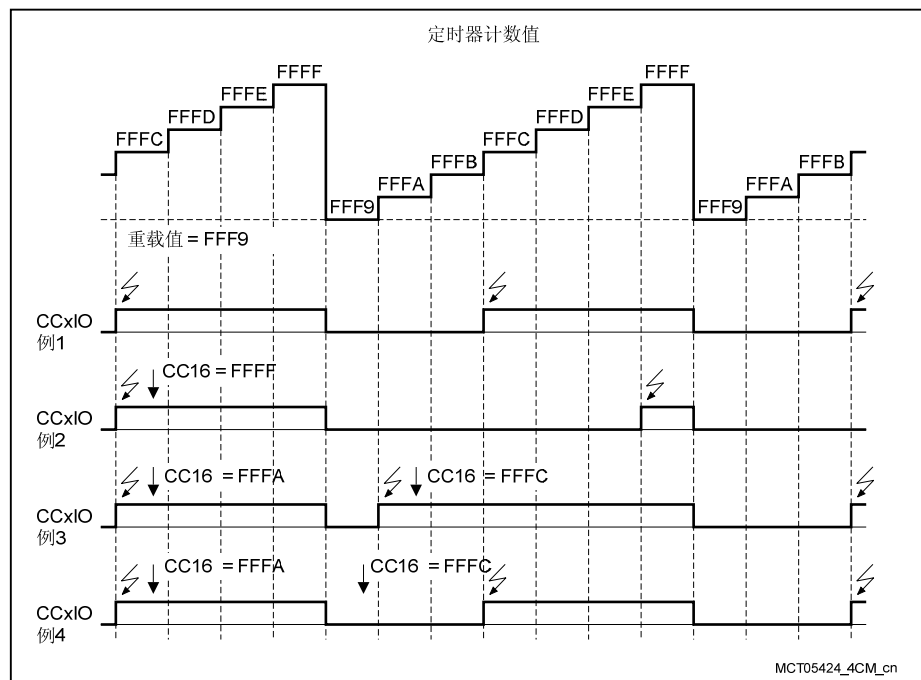 定时器计数值
FFFF
FFFF
FFFE
FFFE
FFFD
FFFD
FFFC
FFFC
FFFB
FFFB
FFFA
FFFA
FFF9
FFF9
重载值 = FFF9
CCxIO
例1
CC16 = FFFF
CCxIO
例2
CC16 = FFFA
CC16 = FFFC
CCxIO
例3
CC16 = FFFA
CC16 = FFFC
CCxIO
例4
MCT05424_4CM_cn